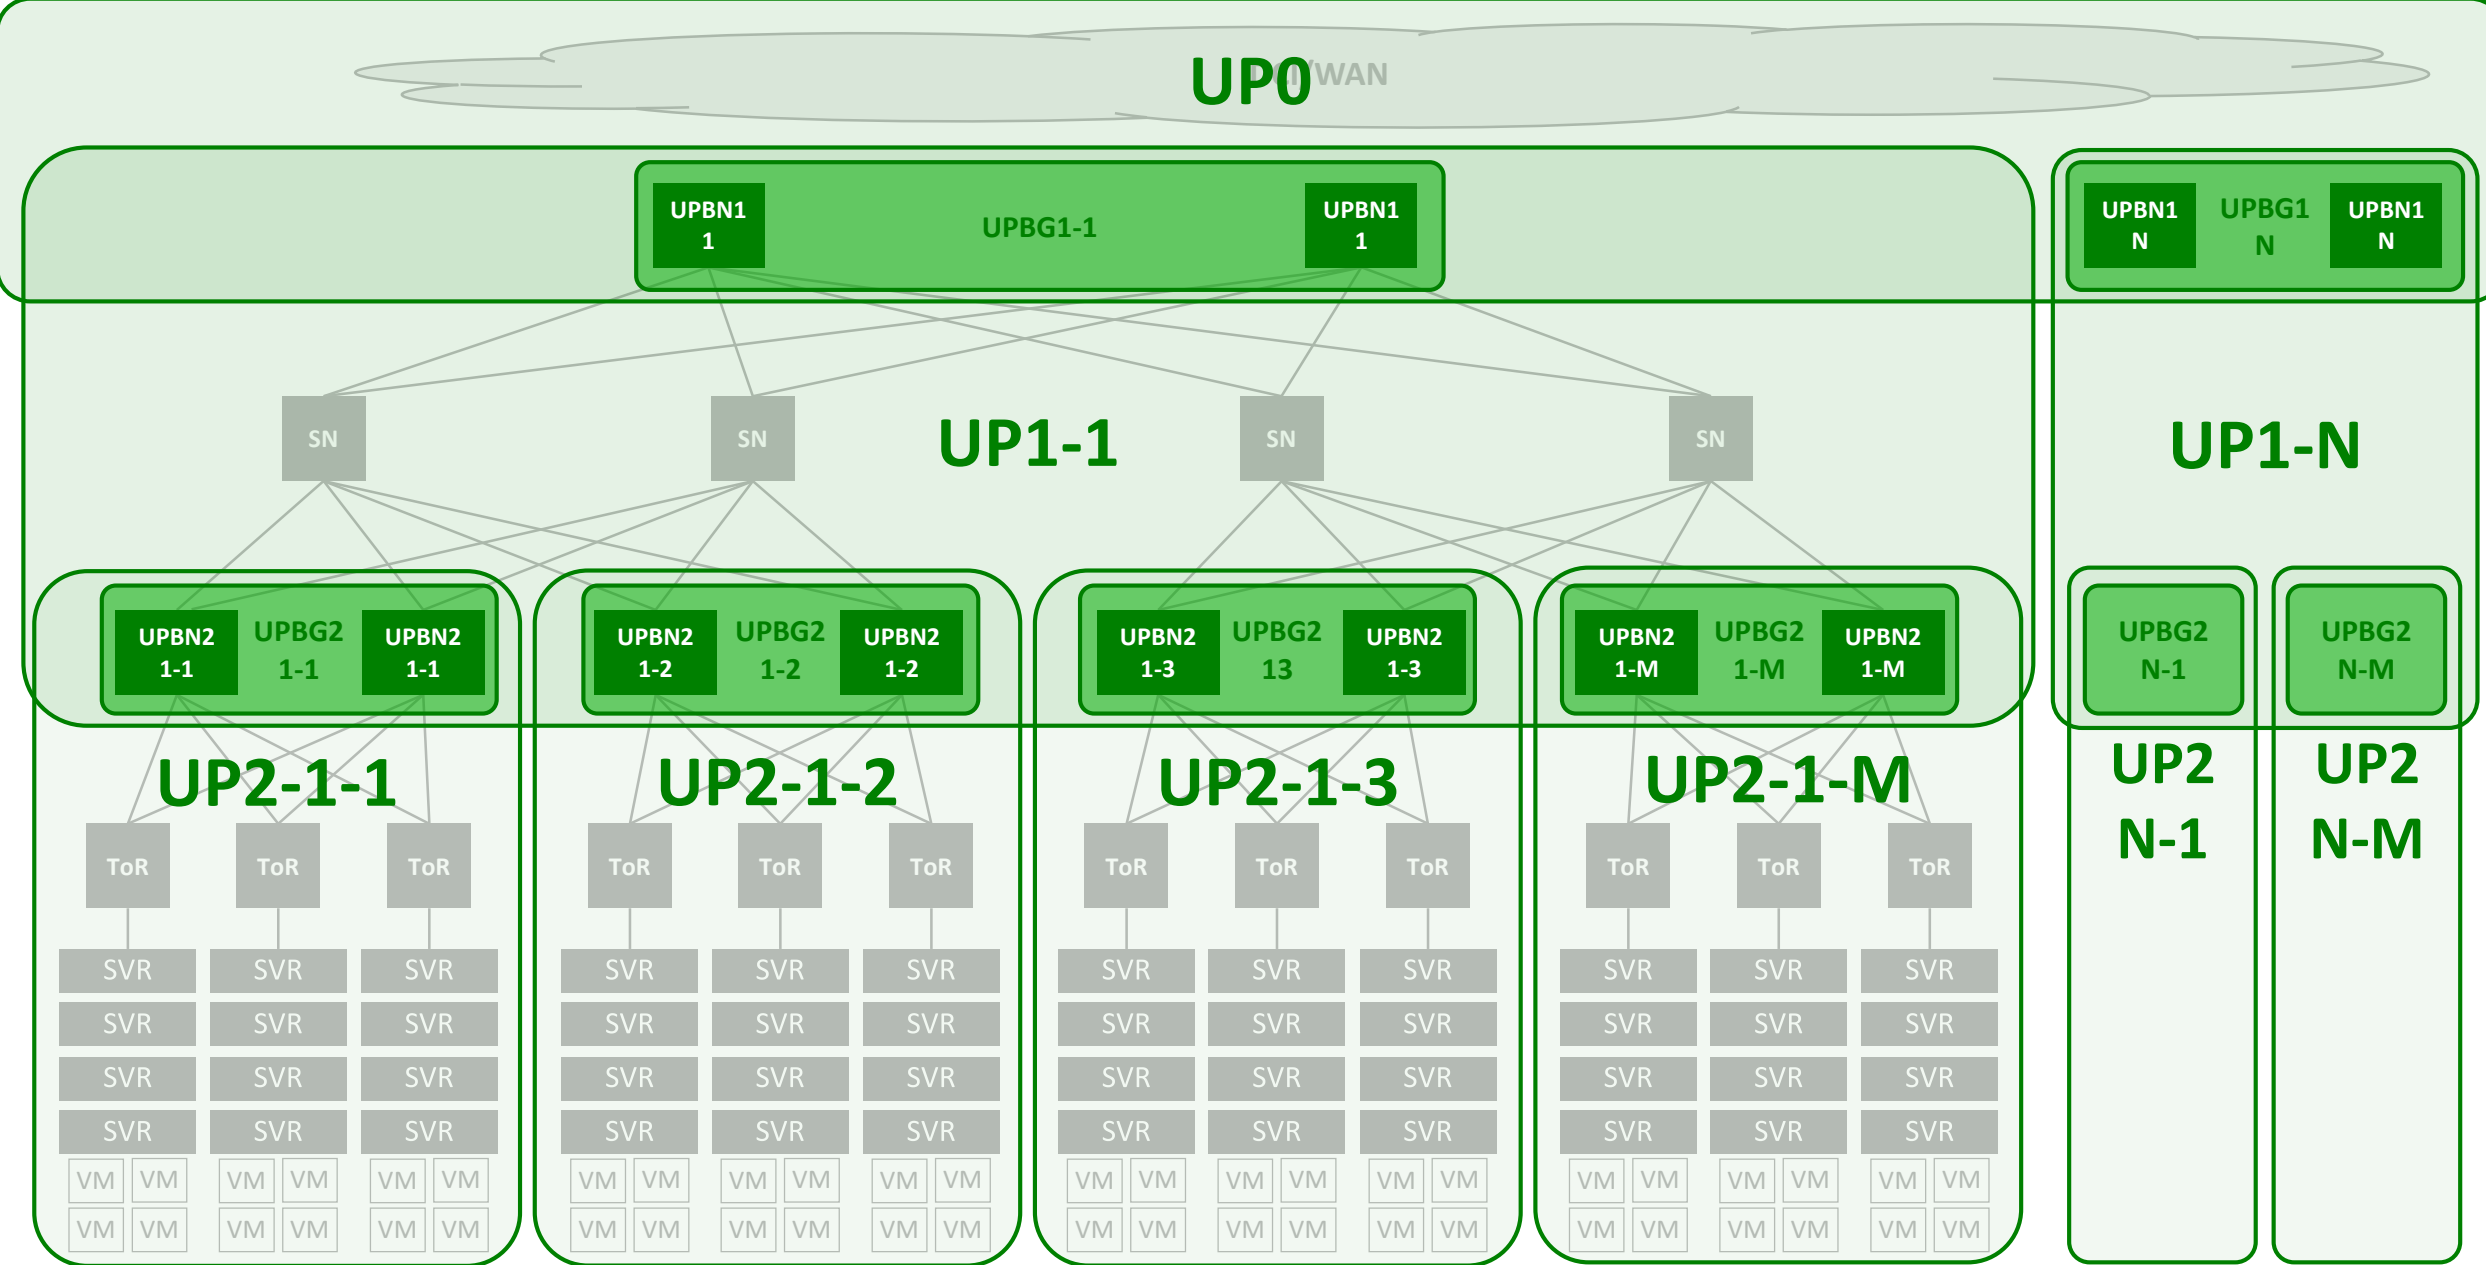 UP0
/WAN
UPBN1
1
UPBG1-1
UPBN1
1
UPBN1
N
UPBG1
N
UPBN1
N
SN
SN
UP1-1
SN
SN
UP1-N
UPBN2
1-1
UPBG2
1-1
UPBN2
1-1
UPBN2
1-2
UPBG2
1-2
UPBN2
1-2
UPBN2
1-3
UPBG2
13
UPBN2
1-3
UPBN2
1-M
UPBG2
1-M
UPBN2
1-M
UPBG2
N-1
UPBG2
N-M
UP2-1-1
UP2-1-2
UP2-1-3
UP2-1-M
UP2
N-1
UP2
N-M
ToR ToR ToR ToR ToR ToR ToR ToR ToR ToR ToR ToR
SVR SVR SVR SVR SVR SVR SVR SVR SVR SVR SVR SVR
SVR SVR SVR SVR SVR SVR SVR SVR SVR SVR SVR SVR
SVR SVR SVR SVR SVR SVR SVR SVR SVR SVR SVR SVR
SVR SVR SVR SVR SVR SVR SVR SVR SVR SVR SVR SVR
VM VM VM VM VM VM VM VM VM VM VM VM VM VM VM VM VM VM VM VM VM VM VM VM
VM VM VM VM VM VM VM VM VM VM VM VM VM VM VM VM VM VM VM VM VM VM VM VM